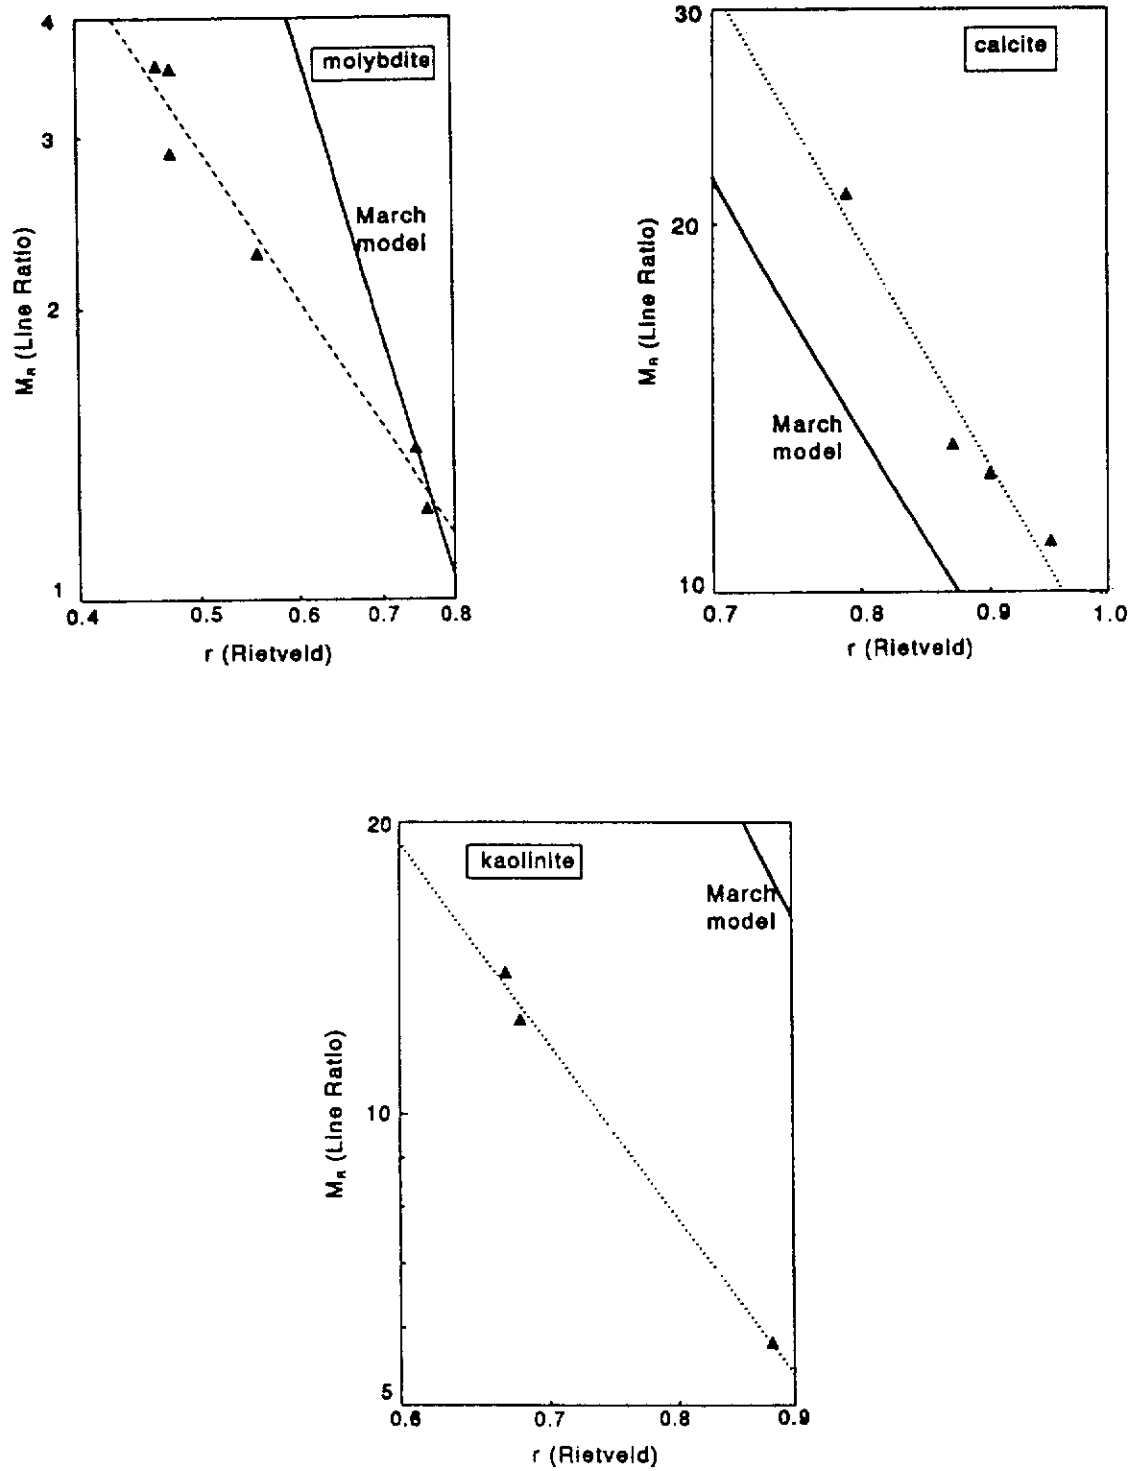 4
molybdite
3
March
model
M_R (Line Ratio)
2
1
0.4 0.5 0.6 0.7 0.8
r (Rietveld)
30
calcite
20
M_R (Line Ratio)
March
model
10
0.7 0.8 0.9 1.0
r (Rietveld)
20
kaolinite
March
model
M_R (Line Ratio)
10
5
0.6 0.7 0.8 0.9
r (Rietveld)